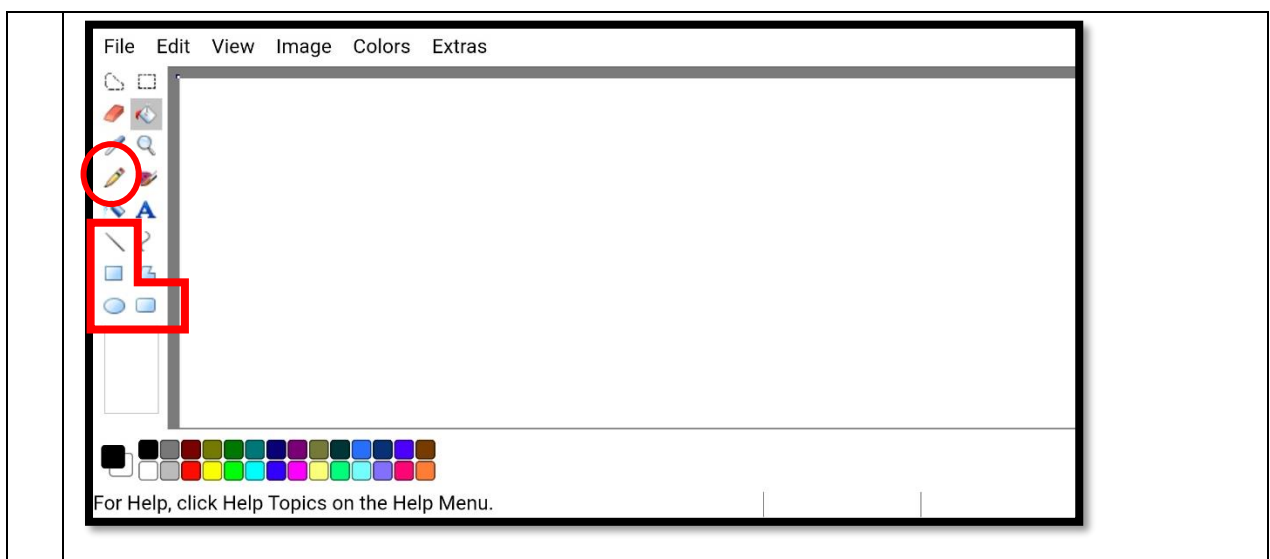 File Edit View Image Colors Extras
A
For Help, click Help Topics on the Help Menu.